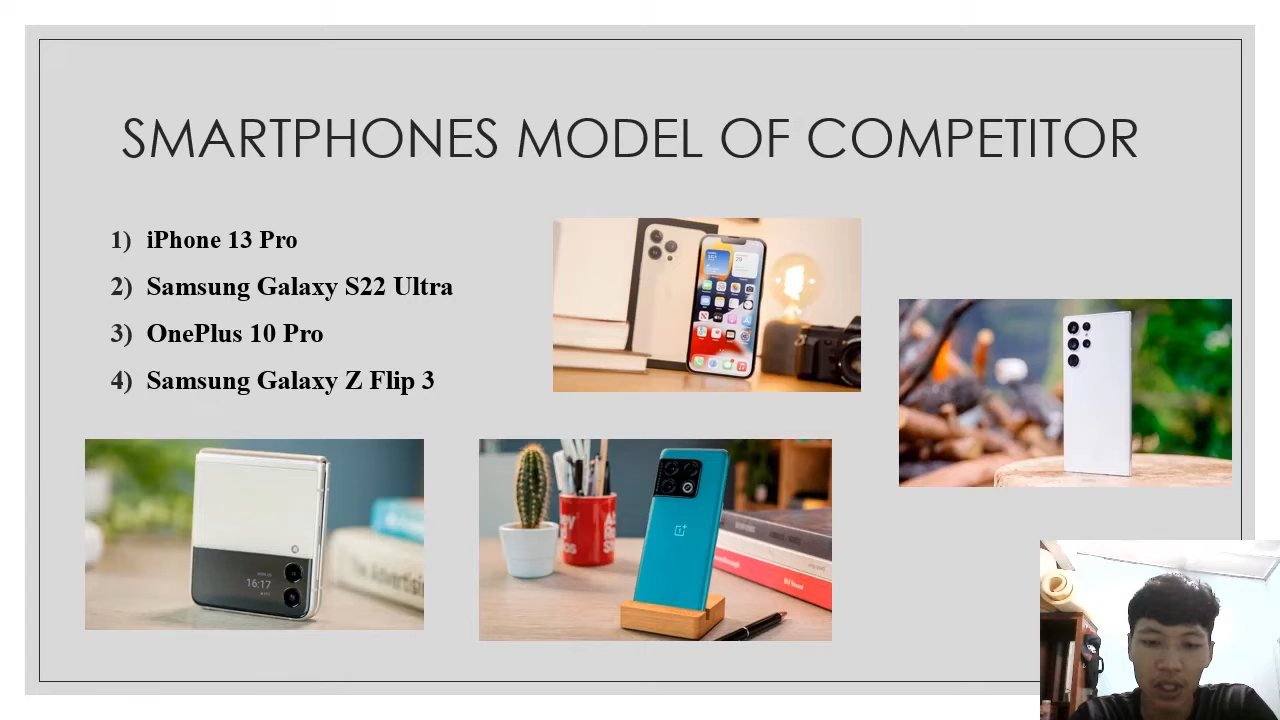 SMARTPHONES MODEL OF COMPETITOR
1) iPhone 13 Pro
2) Samsung Galaxy S22 Ultra
3) OnePlus 10 Pro
4) Samsung Galaxy Z Flip 3
16:17